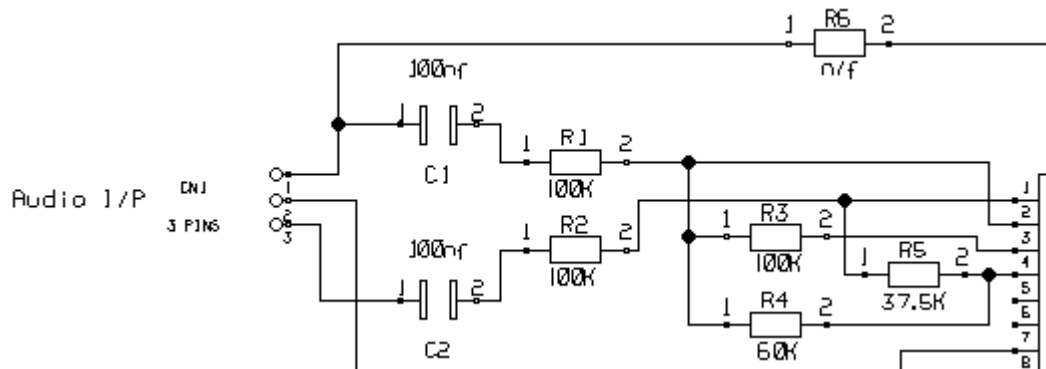 1 R6 2
n/f
100nf
1 2
C1
1 R1 2
100K
Audio I/P CN1
3 PINS
1
2
3
100nf
1 2
C2
1 R2 2
100K
1 R3 2
100K
1 R4 2
60K
1 R5 2
37.5K
1
2
3
4
5
6
7
8